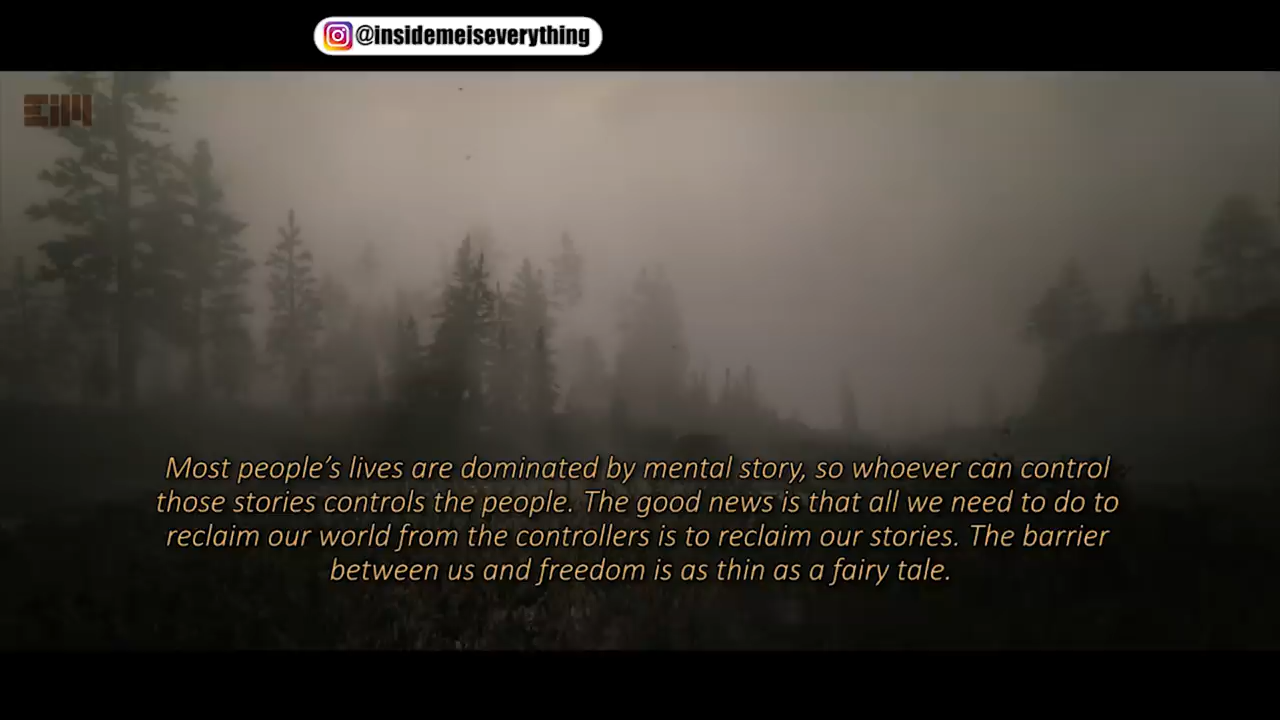 @insidemeiseverything
EiM
Most people’s lives are dominated by mental story, so whoever can control
those stories controls the people. The good news is that all we need to do to
reclaim our world from the controllers is to reclaim our stories. The barrier
between us and freedom is as thin as a fairy tale.